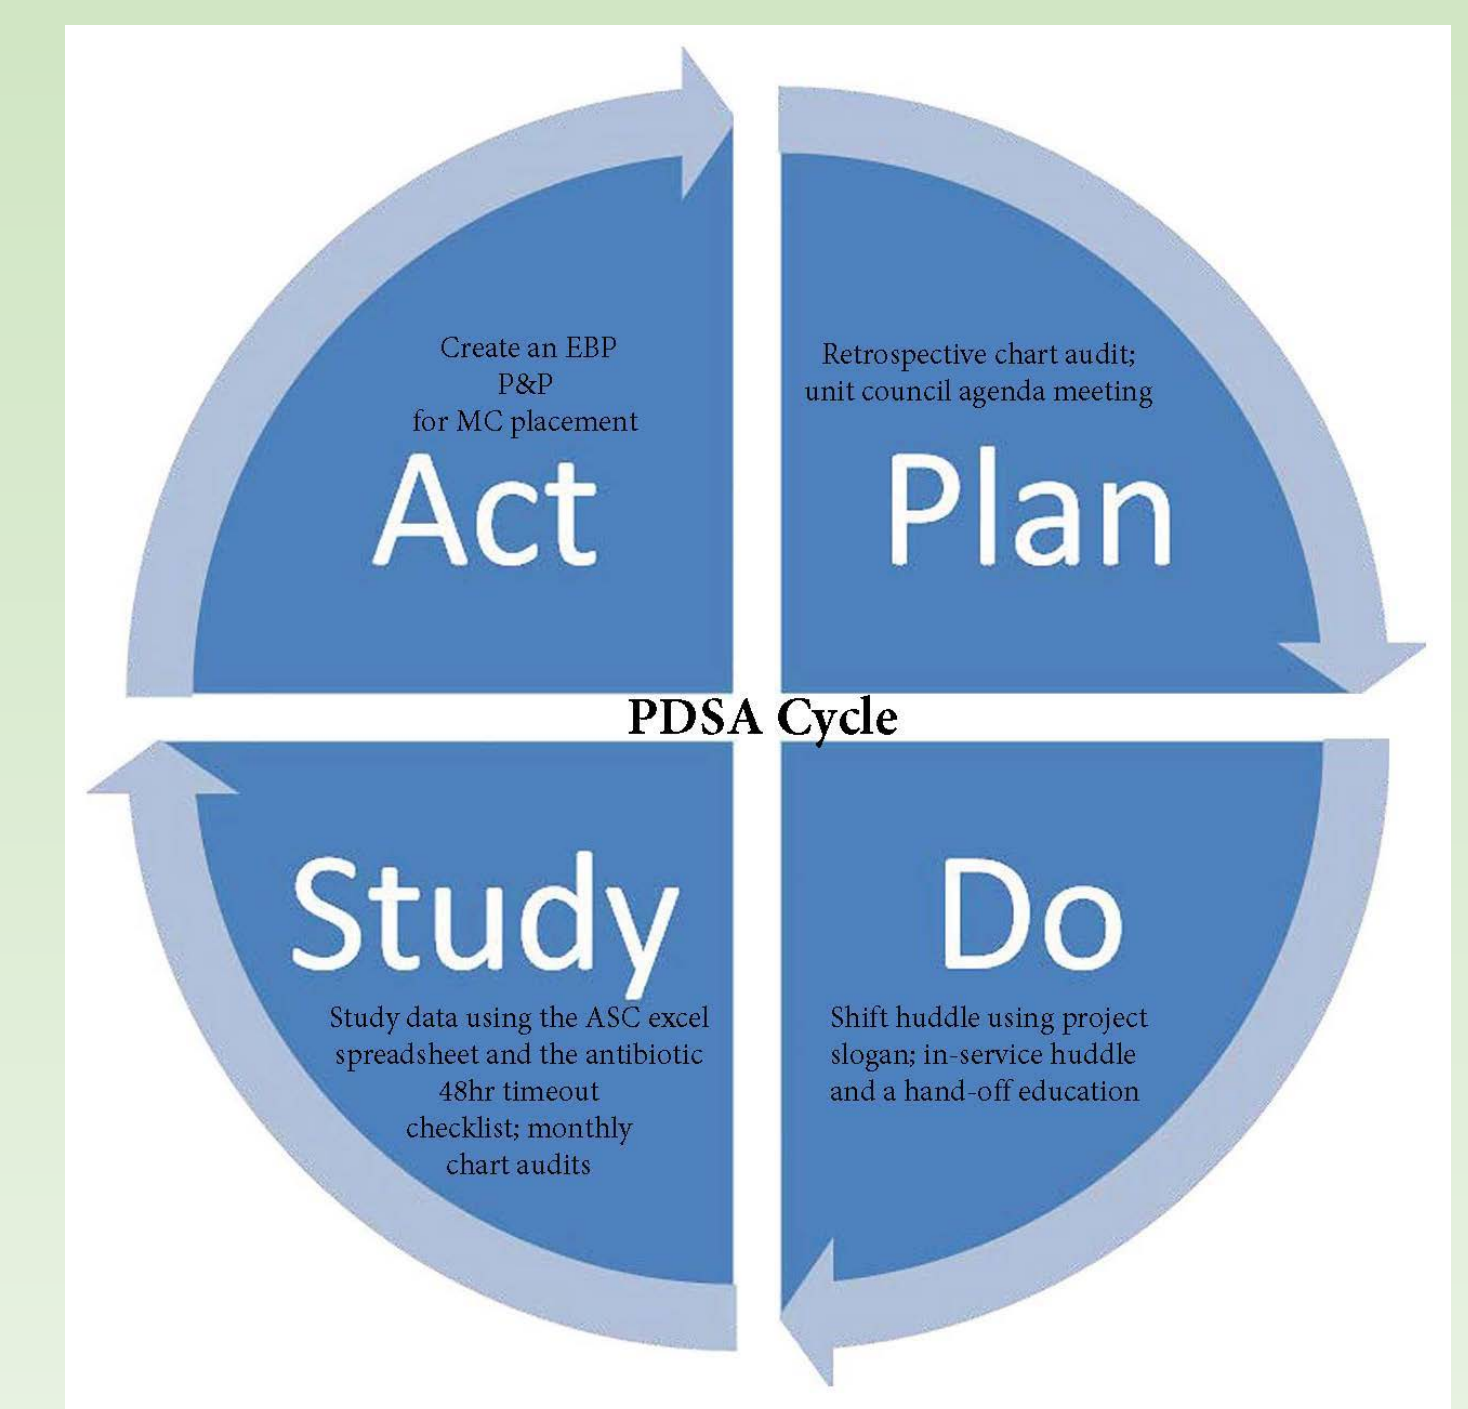 Create an EBP
P&P
for MC placement
Act
Retrospective chart audit;
unit council agenda meeting
Plan
PDSA Cycle
Study
Study data using the ASC excel
spreadsheet and the antibiotic
48hr timeout
checklist; monthly
chart audits
Do
Shift huddle using project
slogan; in-service huddle
and a hand-off education